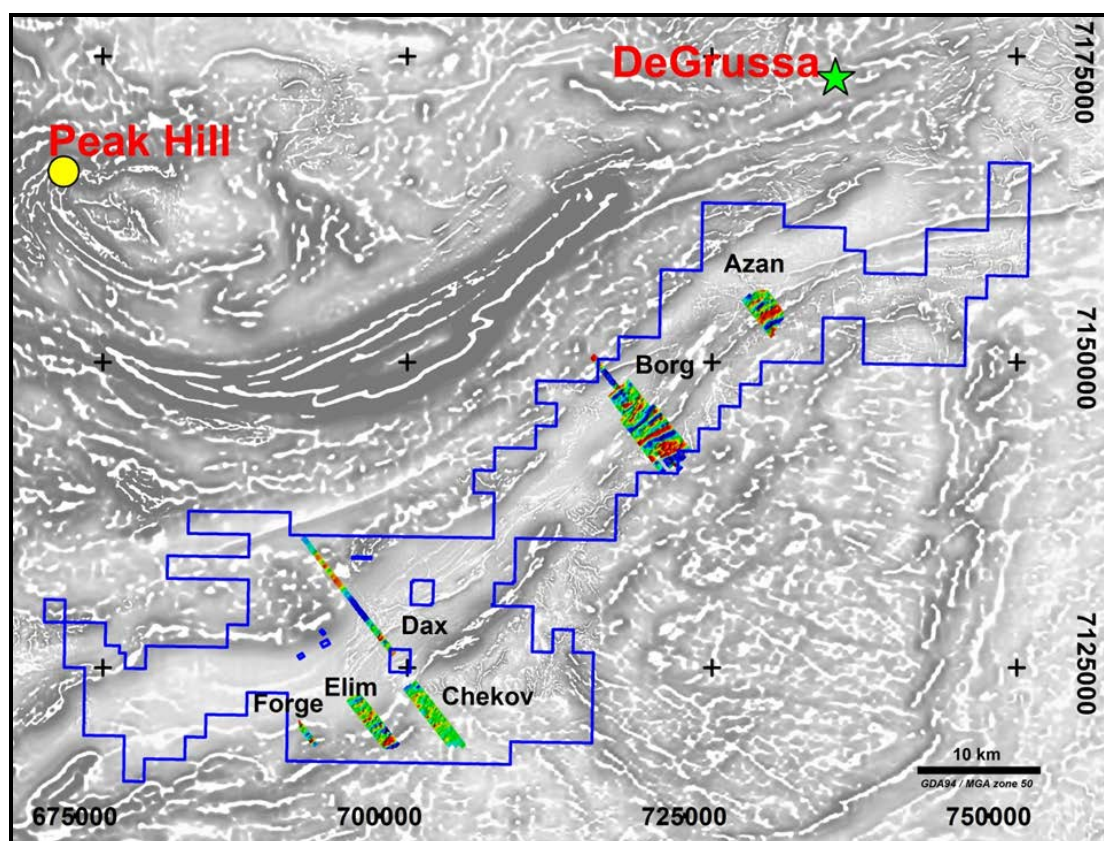 7175000
DeGrussa
Peak Hill
Azan
7150000
Borg
Dax
7125000
Elim
Forge
Chekov
10 km
GDA94 / MGA zone 50
675000
700000
725000
750000